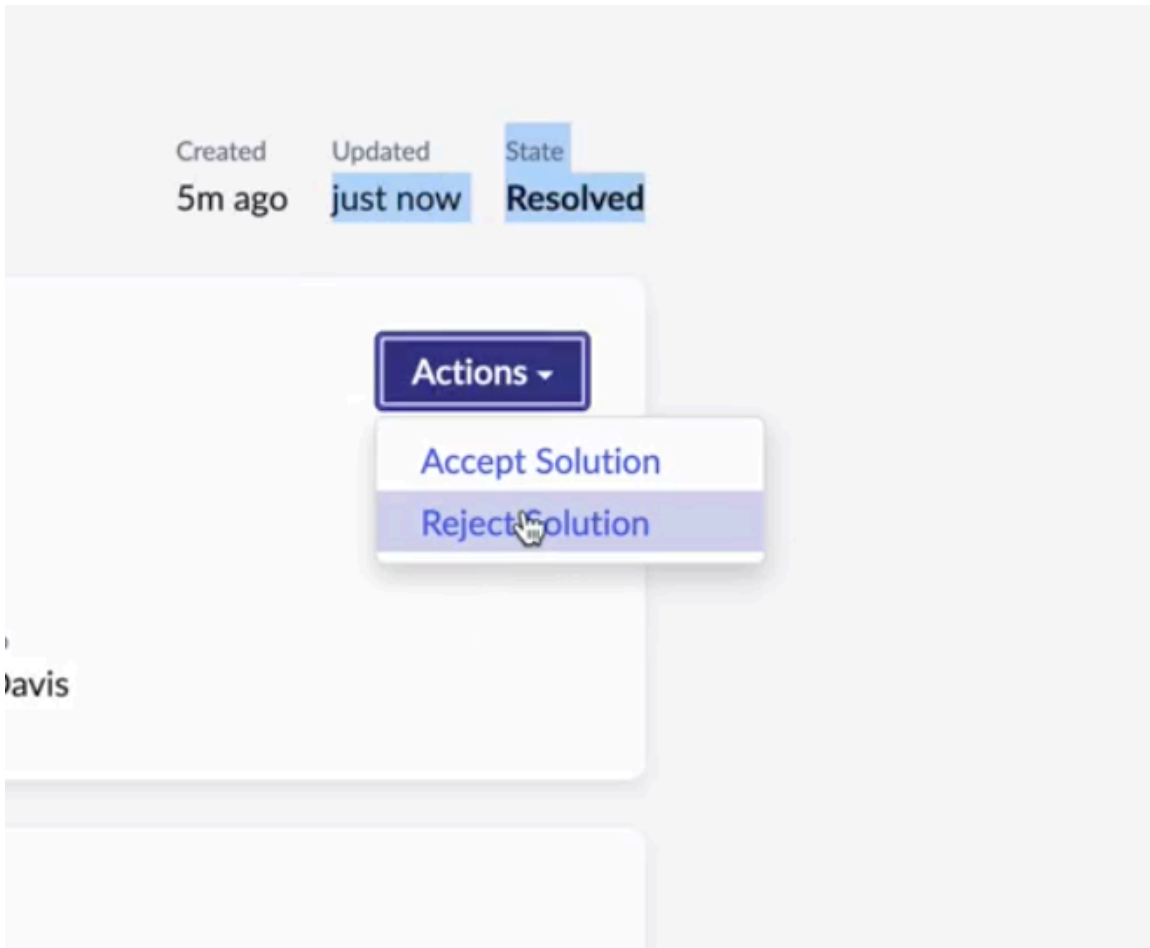 Created Updated State
5m ago just now Resolved
Actions
Accept Solution
Reject Solution